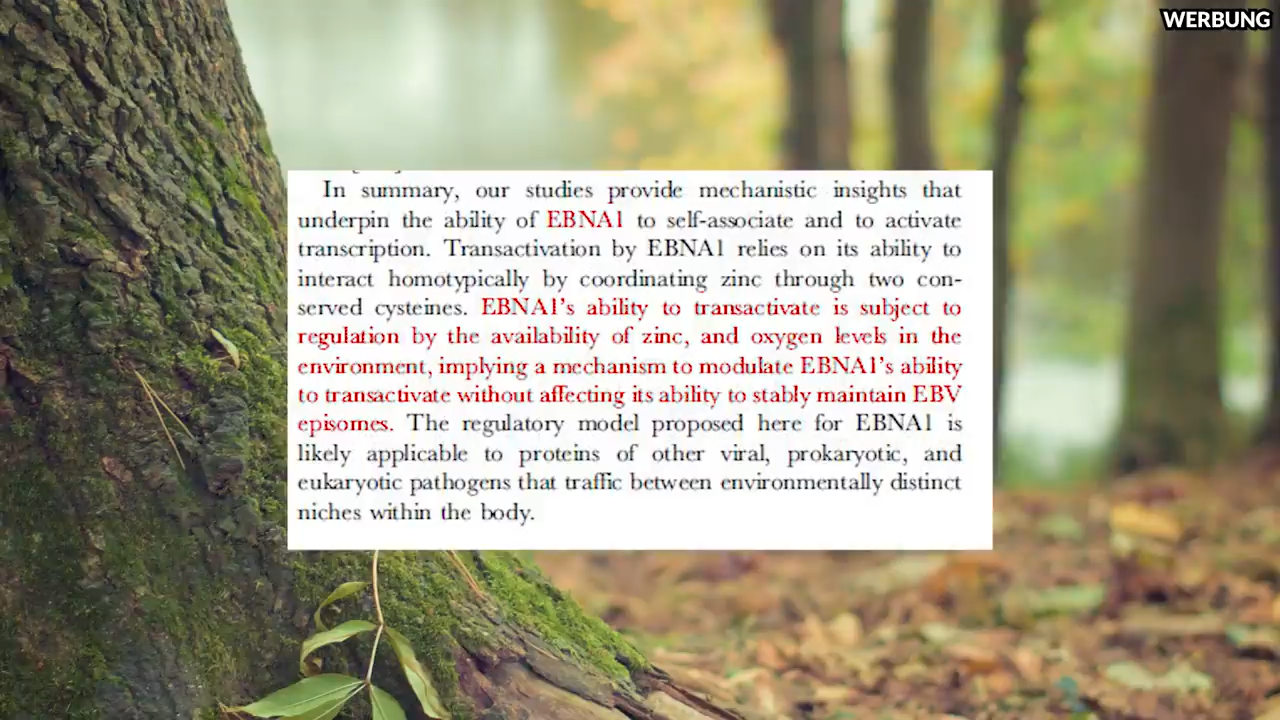 WERBUNG
In summary, our studies provide mechanistic insights that
underpin the ability of EBNA1 to self-associate and to activate
transcription. Transactivation by EBNA1 relies on its ability to
interact homotypically by coordinating zinc through two con-
served cysteines. EBNA1's ability to transactivate is subject to
regulation by the availability of zinc, and oxygen levels in the
environment, implying a mechanism to modulate EBNA1's ability
to transactivate without affecting its ability to stably maintain EBV
episomes. The regulatory model proposed here for EBNA1 is
likely applicable to proteins of other viral, prokaryotic, and
eukaryotic pathogens that traffic between environmentally distinct
niches within the body.